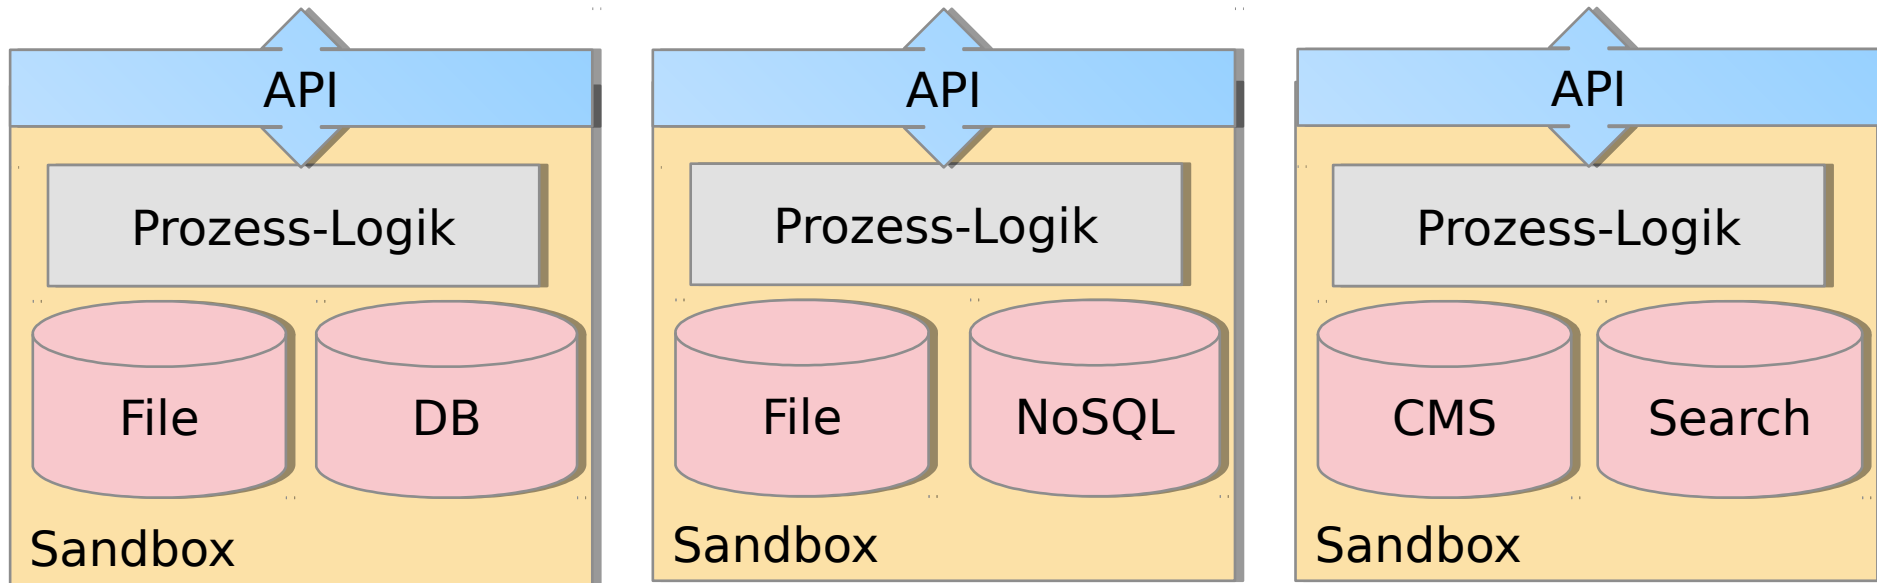 API
Prozess-Logik
File
DB
Sandbox
API
Prozess-Logik
File
NoSQL
Sandbox
API
Prozess-Logik
CMS
Search
Sandbox